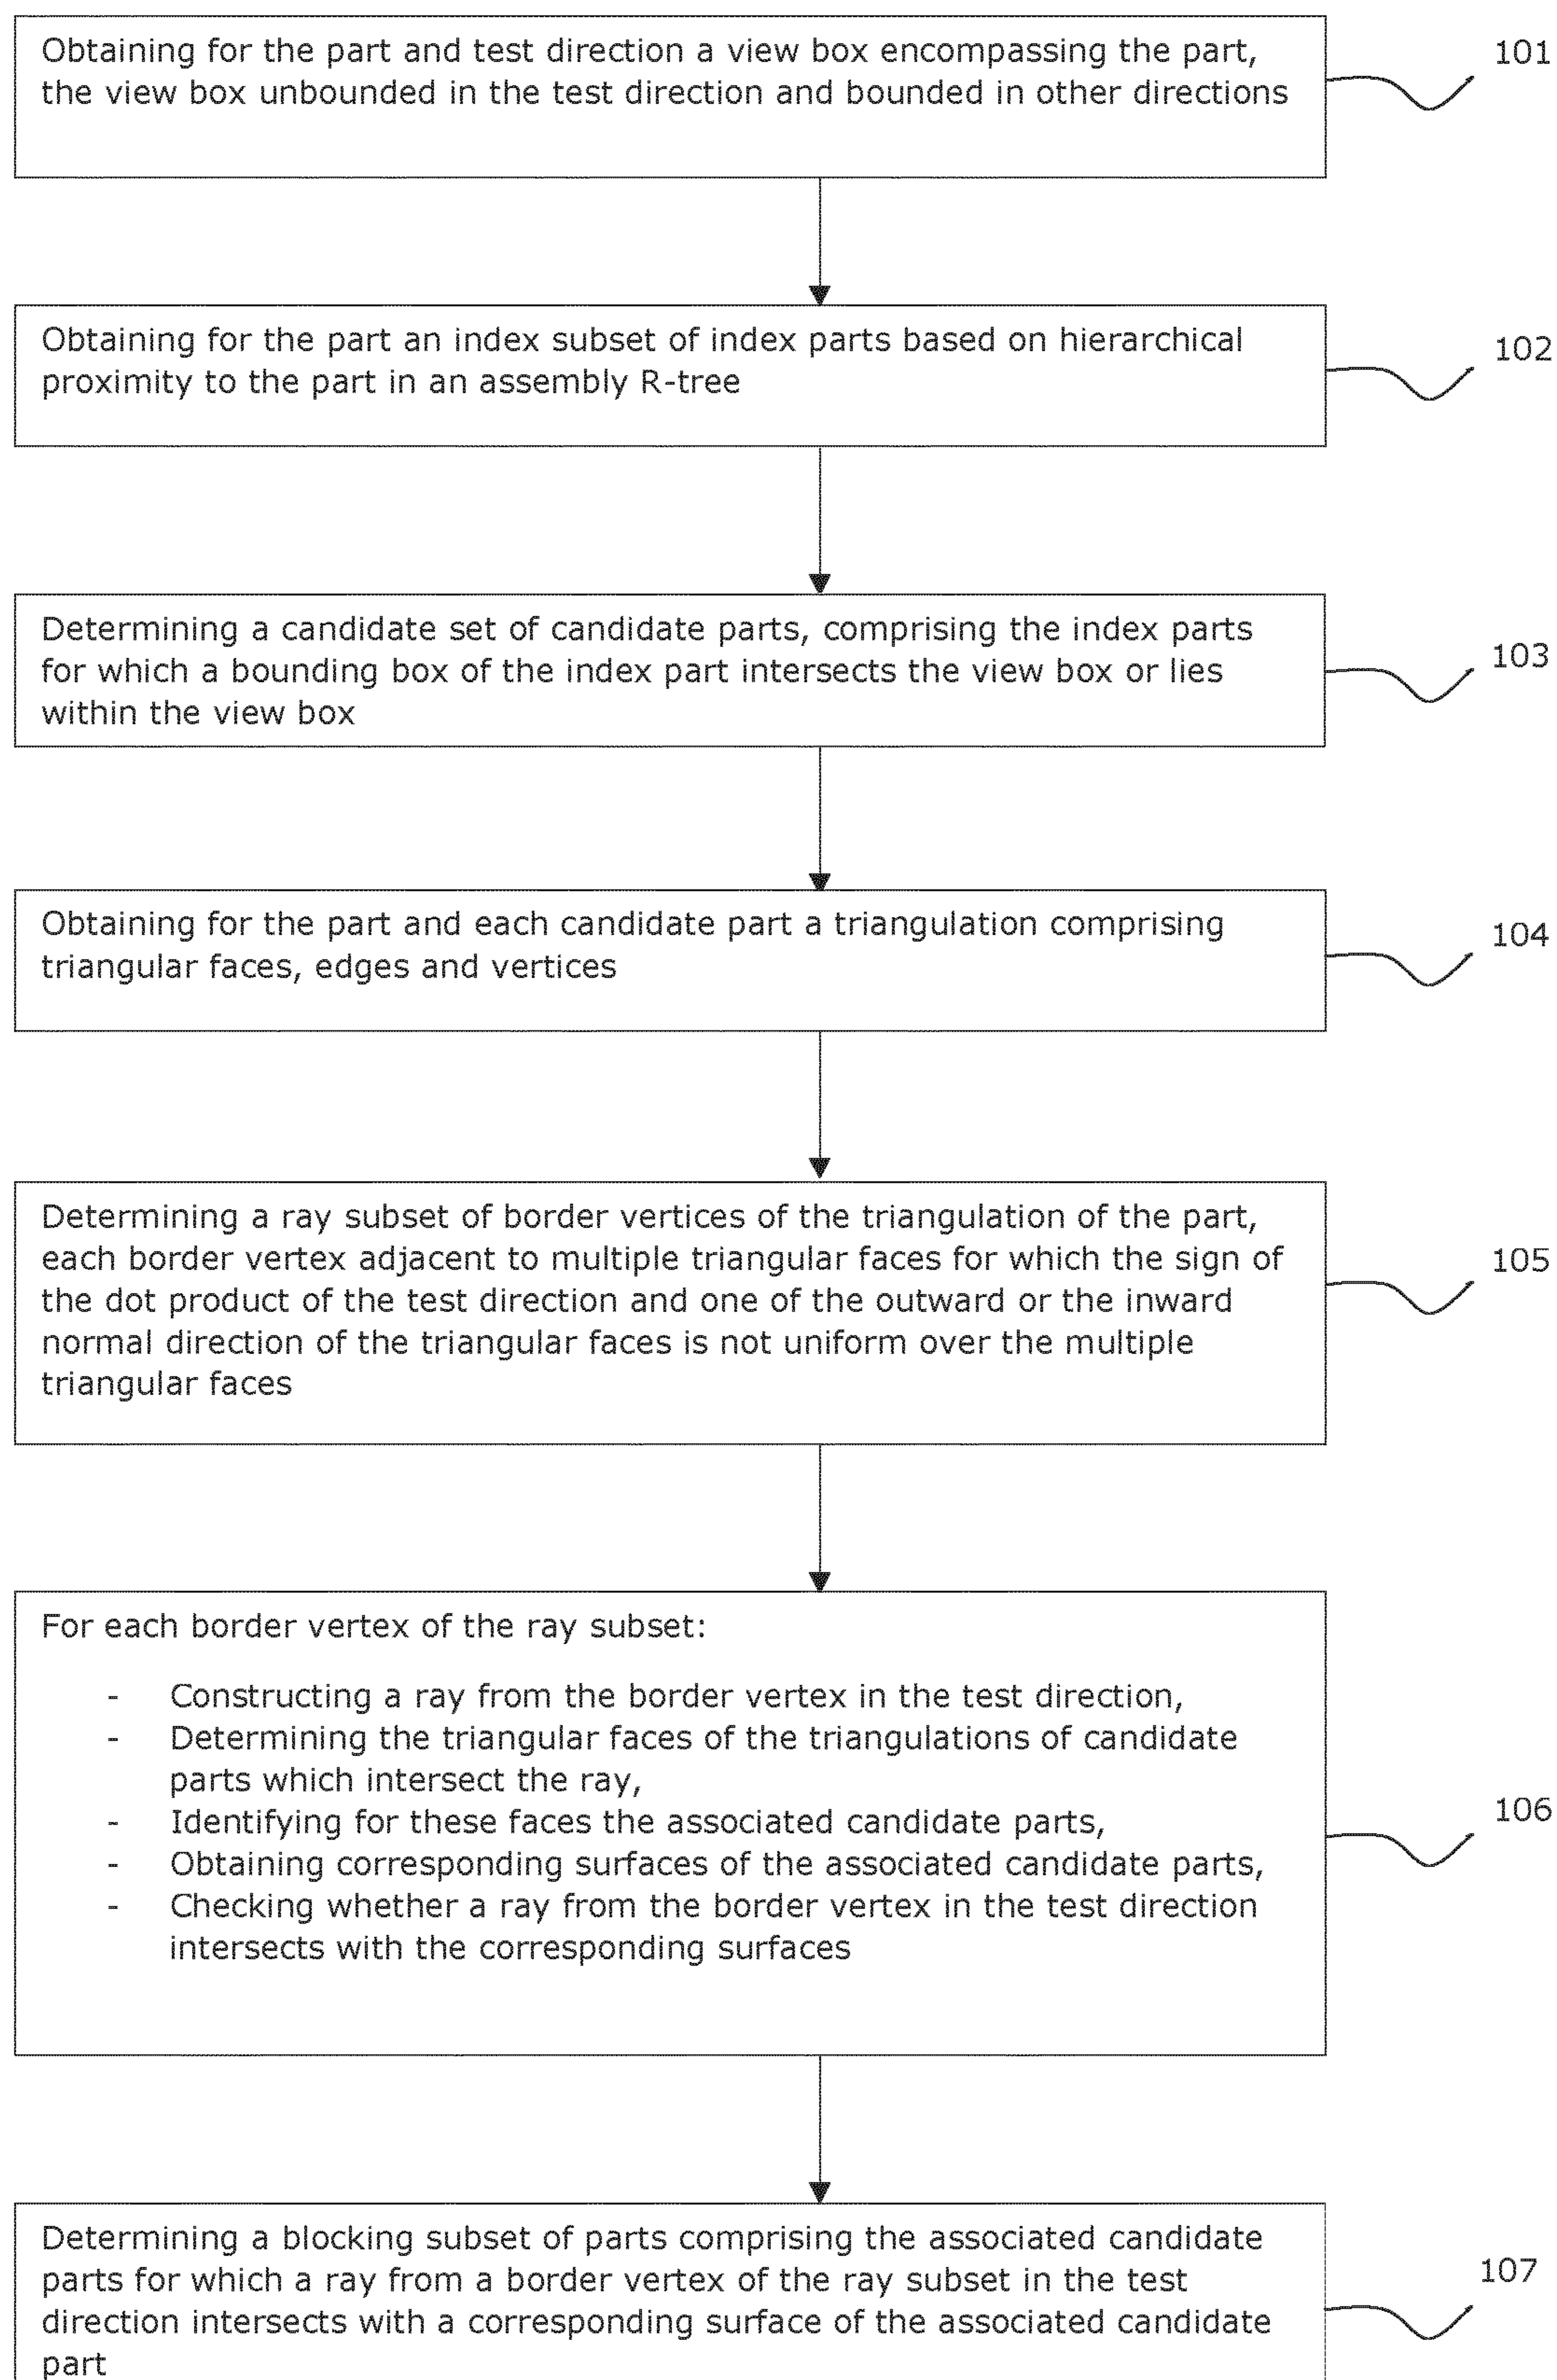 Obtaining for the part and test direction a view box encompassing the part,
the view box unbounded in the test direction and bounded in other directions
101
Obtaining for the part an index subset of index parts based on hierarchical
proximity to the part in an assembly R-tree
102
Determining a candidate set of candidate parts, comprising the index parts
for which a bounding box of the index part intersects the view box or lies
within the view box
103
Obtaining for the part and each candidate part a triangulation comprising
triangular faces, edges and vertices
104
Determining a ray subset of border vertices of the triangulation of the part,
each border vertex adjacent to multiple triangular faces for which the sign of
the dot product of the test direction and one of the outward or the inward
normal direction of the triangular faces is not uniform over the multiple
triangular faces
105
For each border vertex of the ray subset:
- Constructing a ray from the border vertex in the test direction,
- Determining the triangular faces of the triangulations of candidate
parts which intersect the ray,
- Identifying for these faces the associated candidate parts,
- Obtaining corresponding surfaces of the associated candidate parts,
- Checking whether a ray from the border vertex in the test direction
intersects with the corresponding surfaces
106
Determining a blocking subset of parts comprising the associated candidate
parts for which a ray from a border vertex of the ray subset in the test
direction intersects with a corresponding surface of the associated candidate
part
107